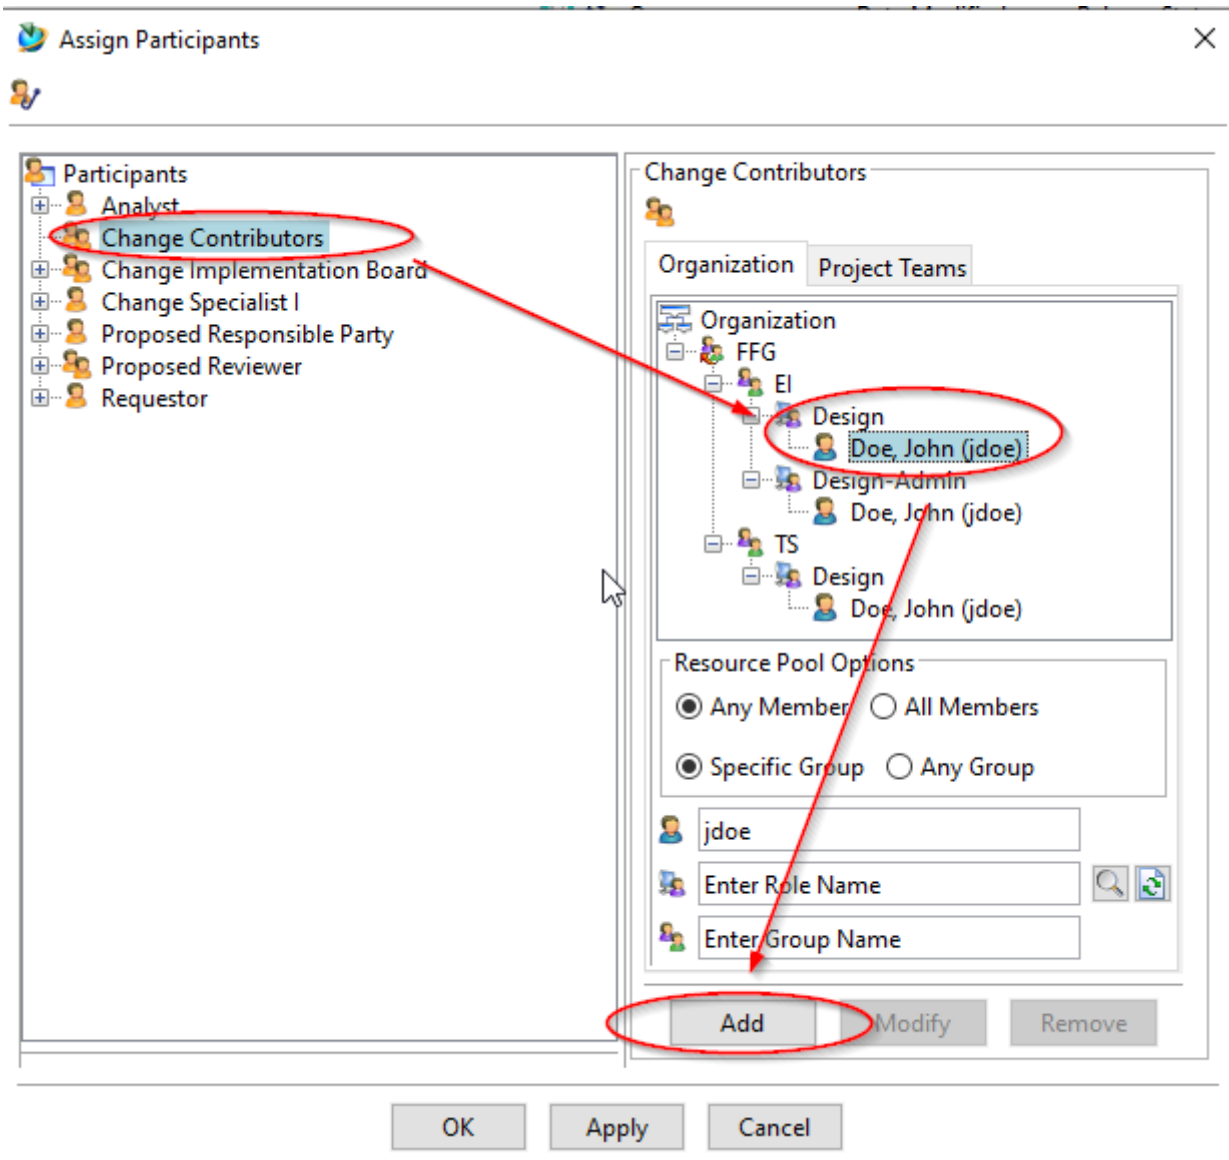 Assign Participants
Participants
Analyst
Change Contributors
Change Implementation Board
Change Specialist I
Proposed Responsible Party
Proposed Reviewer
Requestor
Change Contributors
Organization Project Teams
Organization
FFG
EI
Design
Doe, John (jdoe)
Design-Admin
Doe, John (jdoe)
TS
Design
Doe, John (jdoe)
Resource Pool Options
Any Member All Members
Specific Group Any Group
jdoe
Enter Role Name
Enter Group Name
Add Modify Remove
OK Apply Cancel